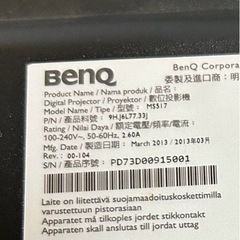 BenQ
BenQ Corpora
委製及進口商：明
Product Name / Nama produk / 品名：
Digital Projector / Proyektor / 數位投影機
Model Name / Tipe / 型號： MS517
P/N / 產品料號： 9H.J6L77.33J
Rating / Nilai Daya / 額定電壓/頻率/電流：
100-240V~, 50-60Hz, 2.60A
Mfg. Date / 製造日期： March 2013 / 2013年03月
Rev.： 00-104
S/N / 產品序號： PD73D00915001
Laite on liitettävä suojamaadoituskoskettimilla
varustettuun pistorasiaan
Apparatet må tilkoples jordet stikkontakt
Apparaten skall anslutas till jordat